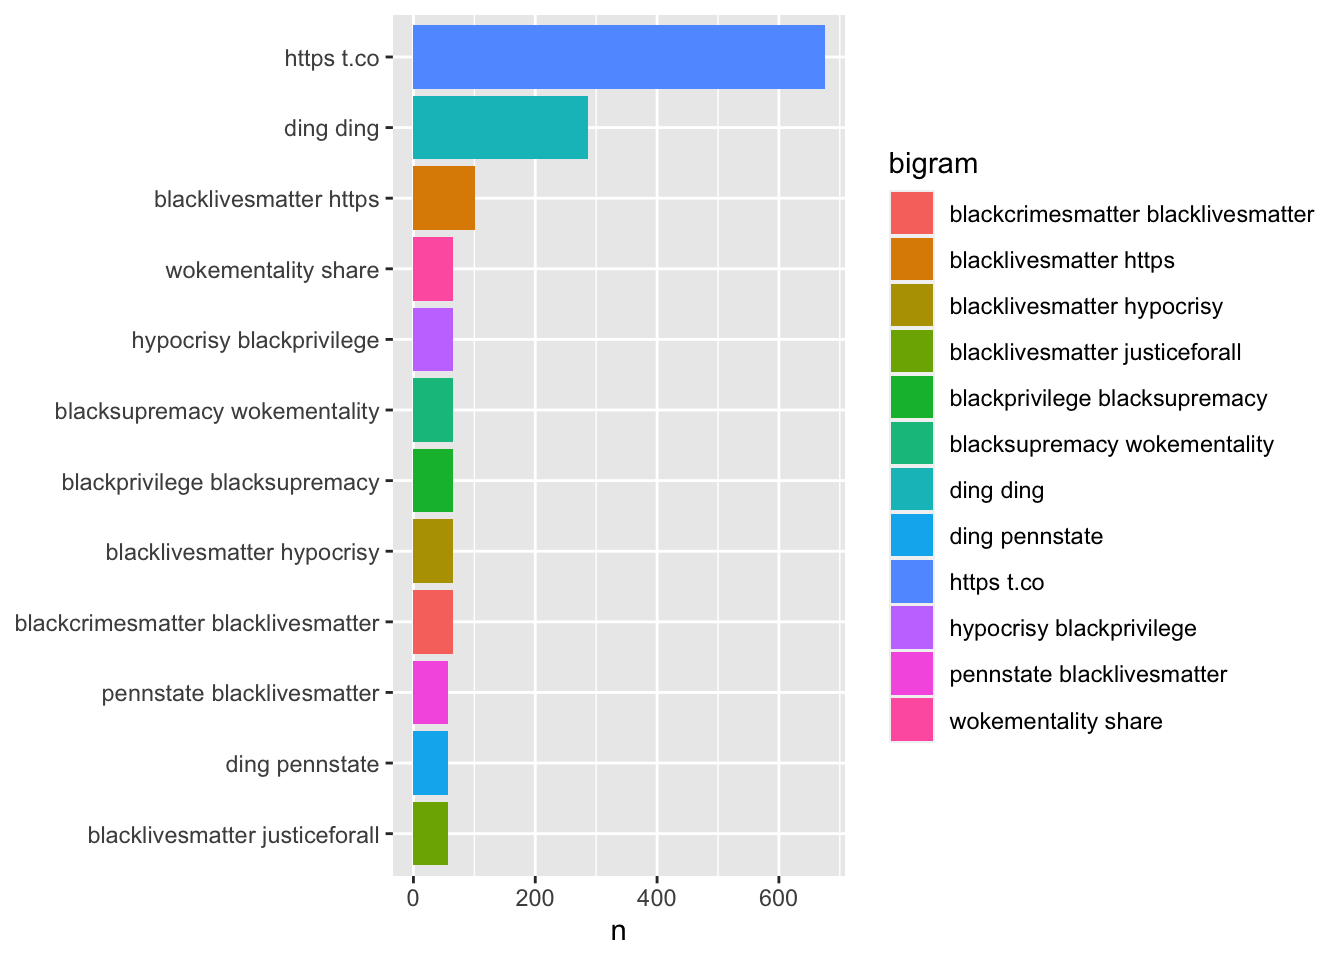 https t.co
ding ding
blacklivesmatter https
wokementality share
hypocrisy blackprivilege
blacksupremacy wokementality
blackprivilege blacksupremacy
blacklivesmatter hypocrisy
blackcrimesmatter blacklivesmatter
pennstate blacklivesmatter
ding pennstate
blacklivesmatter justiceforall
0 200 400 600
n
bigram
blackcrimesmatter blacklivesmatter
blacklivesmatter https
blacklivesmatter hypocrisy
blacklivesmatter justiceforall
blackprivilege blacksupremacy
blacksupremacy wokementality
ding ding
ding pennstate
https t.co
hypocrisy blackprivilege
pennstate blacklivesmatter
wokementality share